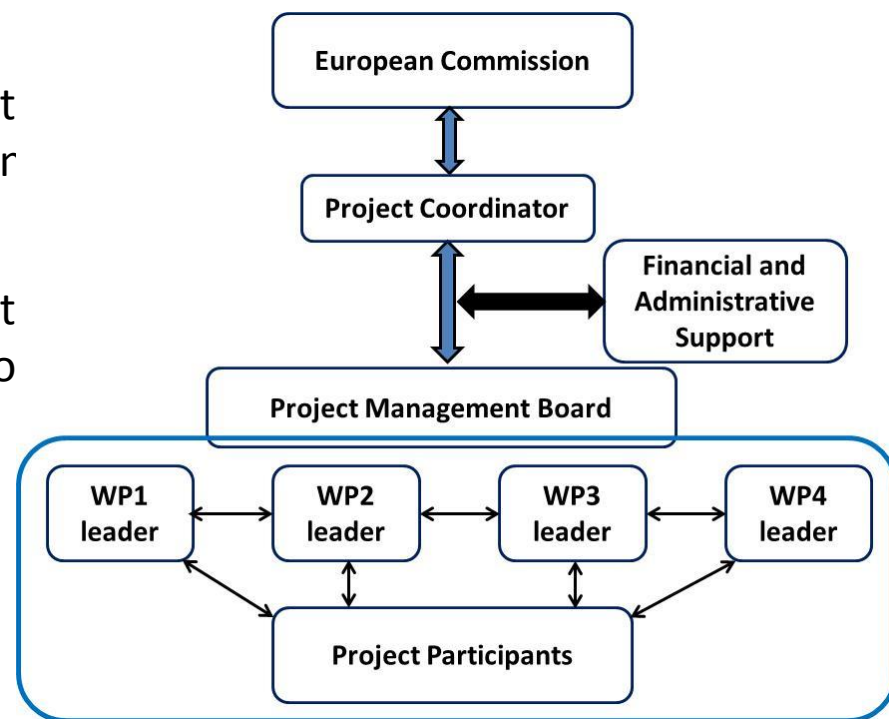 t
r
t
o
European Commission
Project Coordinator
Financial and
Administrative
Support
Project Management Board
WP1
leader
WP2
leader
WP3
leader
WP4
leader
Project Participants